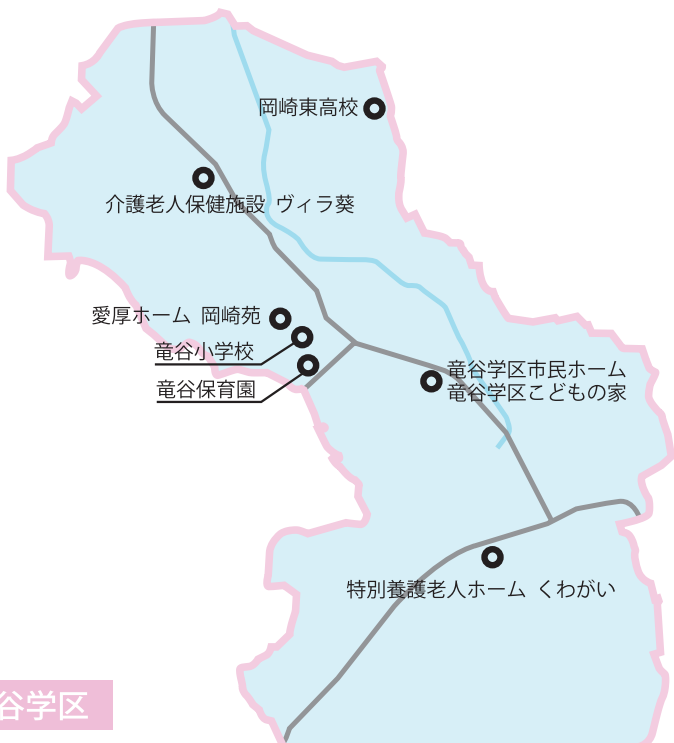 岡崎東高校
介護老人保健施設 ヴィラ葵
愛厚ホーム 岡崎苑
竜谷小学校
竜谷保育園
竜谷学区市民ホーム
竜谷学区こどもの家
特別養護老人ホーム くわがい
谷学区